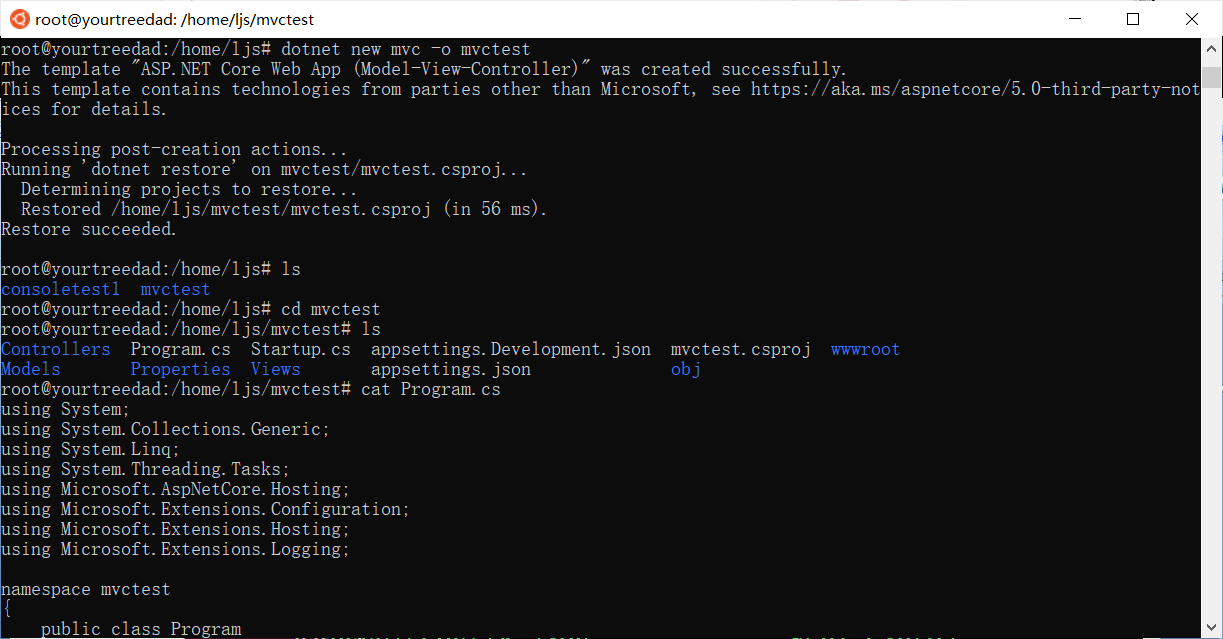 root@yourtreedad: /home/ljs/mvctest
root@yourtreedad:/home/ljs# dotnet new mvc -o mvctest
The template "ASP.NET Core Web App (Model-View-Controller)" was created successfully.
This template contains technologies from parties other than Microsoft, see https://aka.ms/aspnetcore/5.0-third-party-not
ices for details.
Processing post-creation actions...
Running 'dotnet restore' on mvctest/mvctest.csproj...
  Determining projects to restore...
  Restored /home/ljs/mvctest/mvctest.csproj (in 56 ms).
Restore succeeded.
root@yourtreedad:/home/ljs# ls
consoletest1  mvctest
root@yourtreedad:/home/ljs# cd mvctest
root@yourtreedad:/home/ljs/mvctest# ls
Controllers  Program.cs  Startup.cs  appsettings.Development.json  mvctest.csproj  wwwroot
Models       Properties  Views       appsettings.json              obj
root@yourtreedad:/home/ljs/mvctest# cat Program.cs
using System;
using System.Collections.Generic;
using System.Linq;
using System.Threading.Tasks;
using Microsoft.AspNetCore.Hosting;
using Microsoft.Extensions.Configuration;
using Microsoft.Extensions.Hosting;
using Microsoft.Extensions.Logging;
namespace mvctest
{
    public class Program